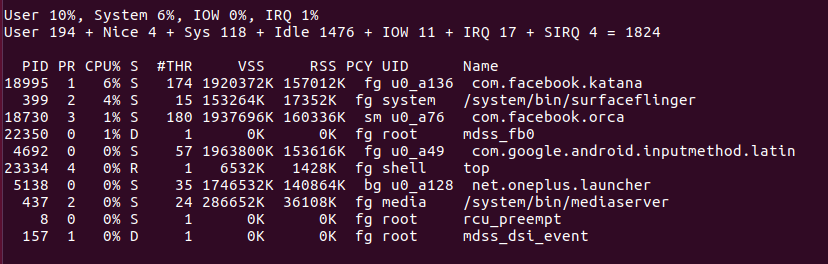 User 10%, System 6%, IOW 0%, IRQ 1%
User 194 + Nice 4 + Sys 118 + Idle 1476 + IOW 11 + IRQ 17 + SIRQ 4 = 1824
PID PR CPU% S #THR VSS RSS PCY UID Name
18995 1 6% S 174 1920372K 157012K fg u0_a136 com.facebook.katana
399 2 4% S 15 153264K 17352K fg system /system/bin/surfaceflinger
18730 3 1% S 180 1937696K 160336K sm u0_a76 com.facebook.orca
22350 0 1% D 1 0K 0K fg root mdss_fb0
4692 0 0% S 57 1963800K 153616K fg u0_a49 com.google.android.inputmethod.latin
23334 4 0% R 1 6532K 1428K fg shell top
5138 0 0% S 35 1746532K 140864K bg u0_a128 net.oneplus.launcher
437 2 0% S 24 286652K 36108K fg media /system/bin/mediaserver
8 0 0% S 1 0K 0K fg root rcu_preempt
157 1 0% D 1 0K 0K fg root mdss_dsi_event